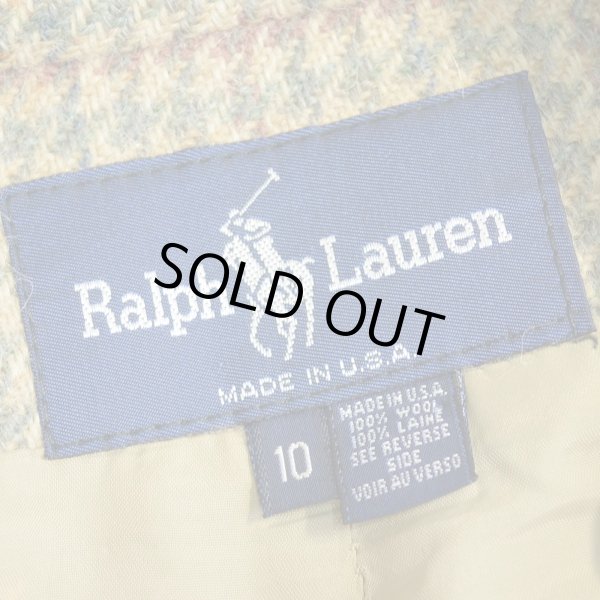 Ralph Lauren
SOLD OUT
MADE IN U.S.A.
10
MADE IN U.S.A.
100% WOOL
100% LAINE
SEE REVERSE
SIDE
VOIR AU VERSO